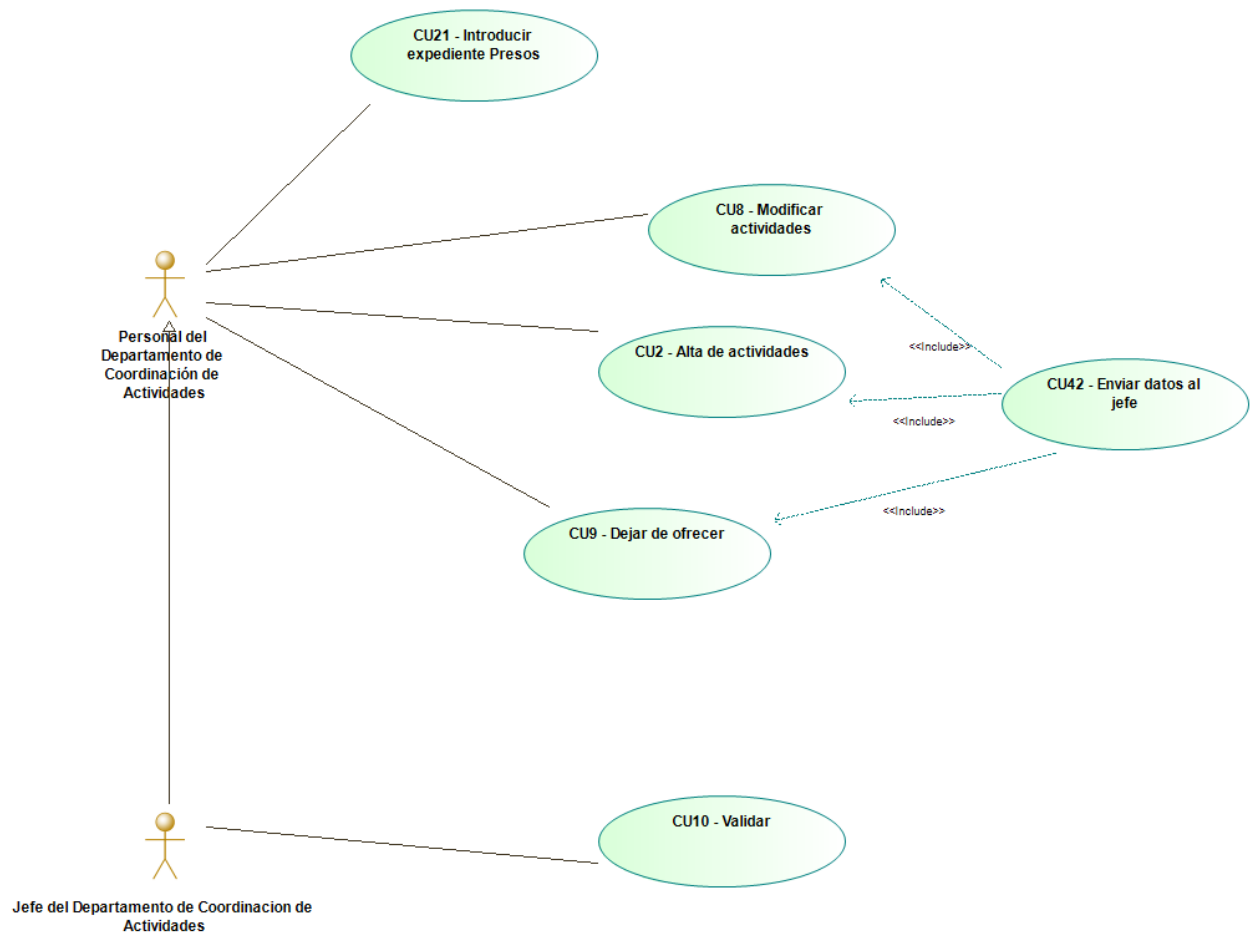 CU21 - Introducir
expediente Presos
CU8 - Modificar
actividades
Personal del
Departamento de
Coordinación de
Actividades
CU2 - Alta de actividades
<<Include>>
CU42 - Enviar datos al
jefe
<<Include>>
<<Include>>
CU9 - Dejar de ofrecer
CU10 - Validar
Jefe del Departamento de Coordinacion de
Actividades